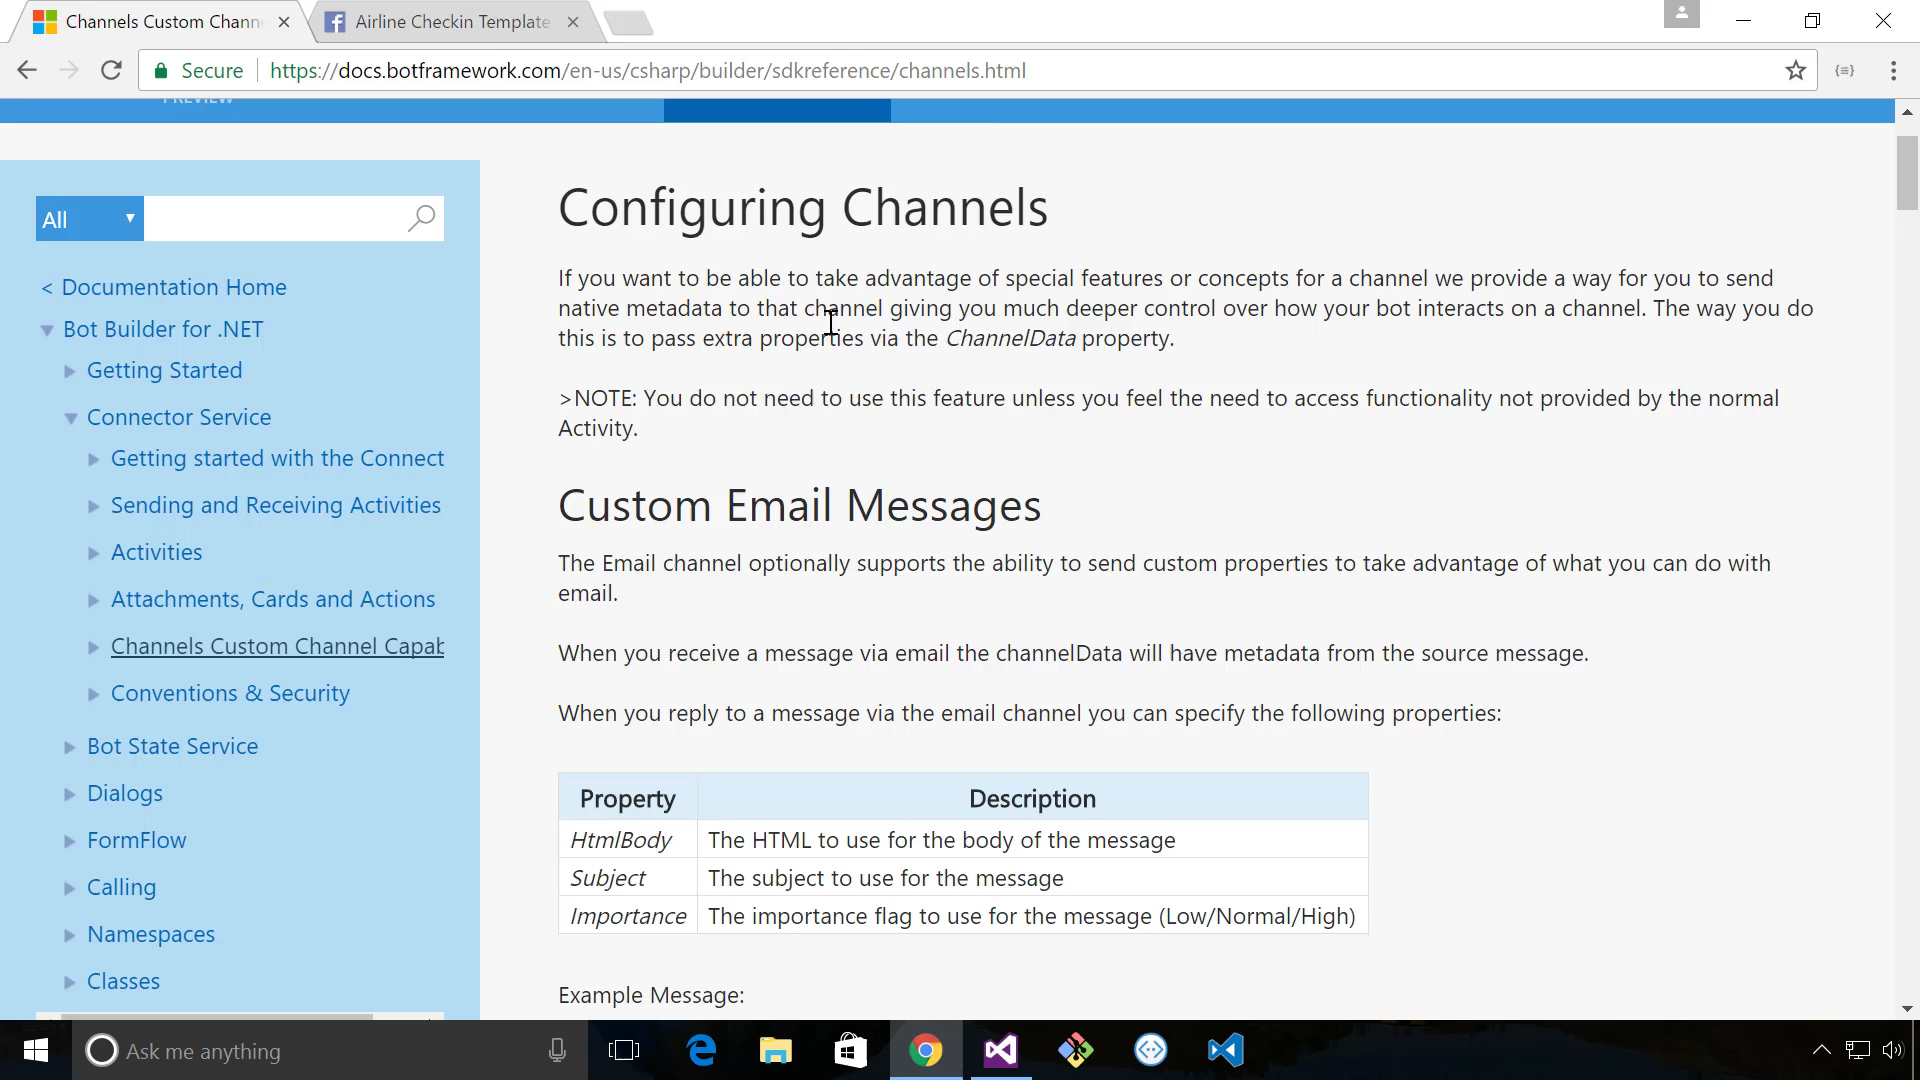 Channels Custom Chann
Airline Checkin Template
Secure
https://docs.botframework.com/en-us/csharp/builder/sdkreference/channels.html
PREVIEW
All
< Documentation Home
Bot Builder for .NET
Getting Started
Connector Service
Getting started with the Connect
Sending and Receiving Activities
Activities
Attachments, Cards and Actions
Channels Custom Channel Capab
Conventions & Security
Bot State Service
Dialogs
FormFlow
Calling
Namespaces
Classes
Configuring Channels
If you want to be able to take advantage of special features or concepts for a channel we provide a way for you to send
native metadata to that channel giving you much deeper control over how your bot interacts on a channel. The way you do
this is to pass extra properties via the ChannelData property.
>NOTE: You do not need to use this feature unless you feel the need to access functionality not provided by the normal
Activity.
Custom Email Messages
The Email channel optionally supports the ability to send custom properties to take advantage of what you can do with
email.
When you receive a message via email the channelData will have metadata from the source message.
When you reply to a message via the email channel you can specify the following properties:
Property Description
HtmlBody The HTML to use for the body of the message
Subject The subject to use for the message
Importance The importance flag to use for the message (Low/Normal/High)
Example Message:
Ask me anything